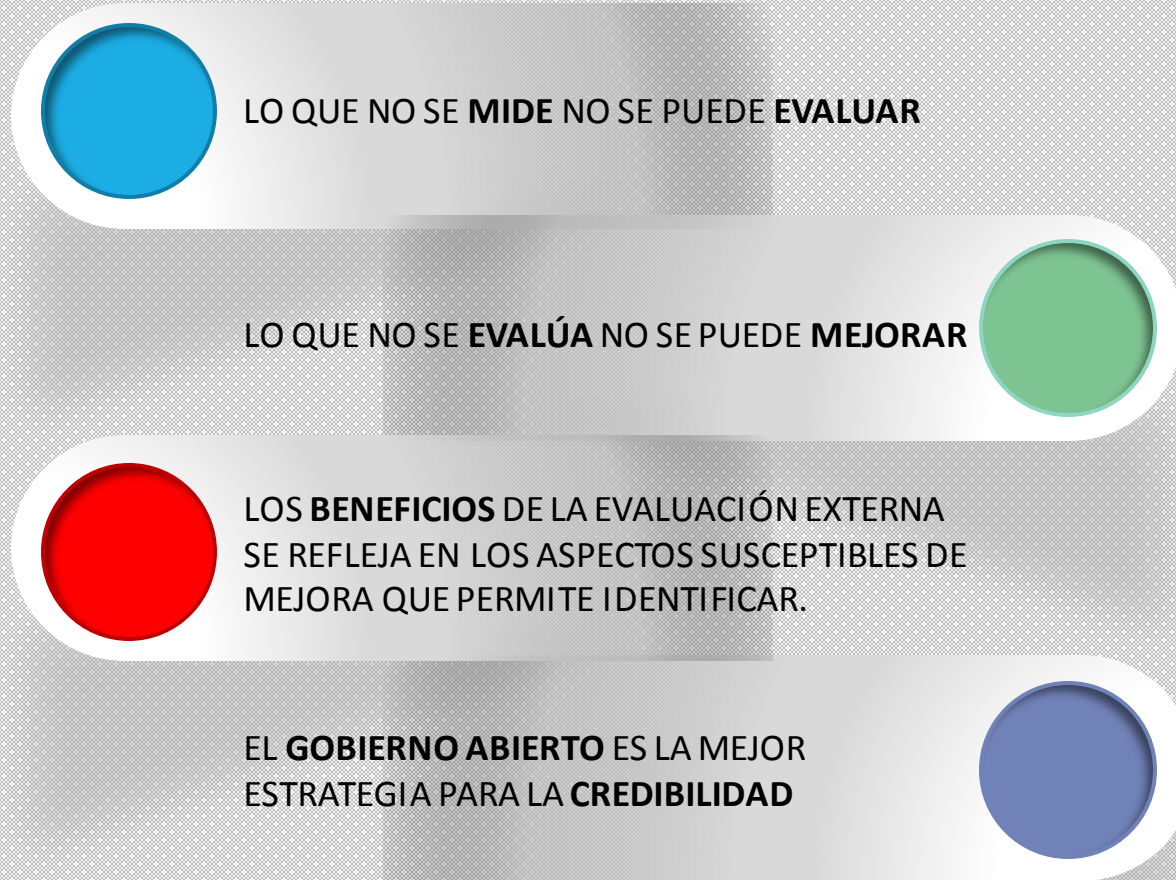 LO QUE NO SE MIDE NO SE PUEDE EVALUAR
LO QUE NO SE EVALÚA NO SE PUEDE MEJORAR
LOS BENEFICIOS DE LA EVALUACIÓN EXTERNA
SE REFLEJA EN LOS ASPECTOS SUSCEPTIBLES DE
MEJORA QUE PERMITE IDENTIFICAR.
EL GOBIERNO ABIERTO ES LA MEJOR
ESTRATEGIA PARA LA CREDIBILIDAD